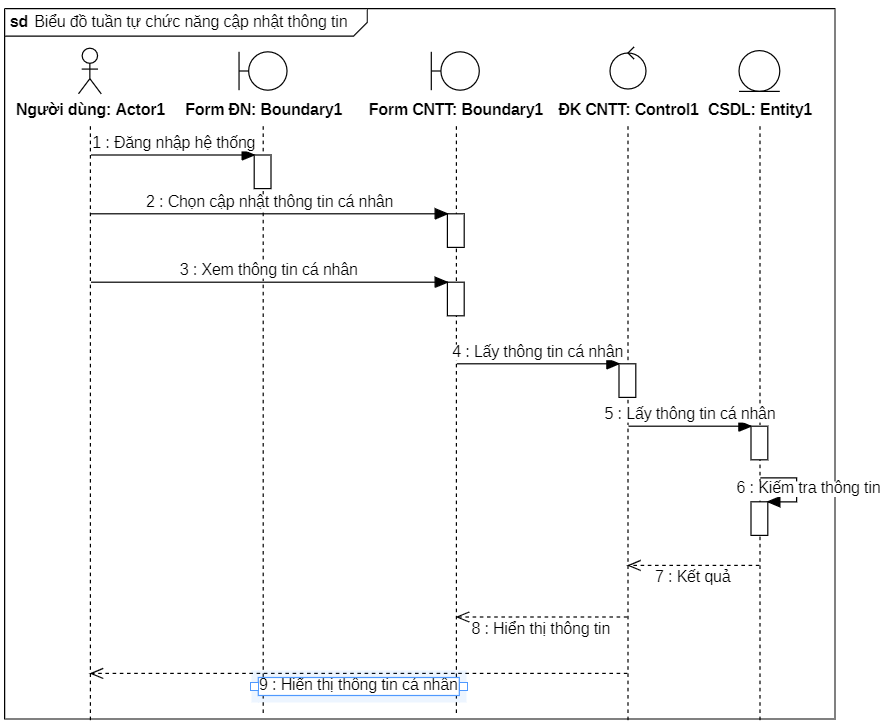 sd Biểu đồ tuần tự chức năng cập nhật thông tin
Người dùng: Actor1
Form ĐN: Boundary1
Form CNTT: Boundary1
ĐK CNTT: Control1
CSDL: Entity1
1 : Đăng nhập hệ thống
2 : Chọn cập nhật thông tin cá nhân
3 : Xem thông tin cá nhân
4 : Lấy thông tin cá nhân
5 : Lấy thông tin cá nhân
6 : Kiểm tra thông tin
7 : Kết quả
8 : Hiển thị thông tin
9 : Hiển thị thông tin cá nhân